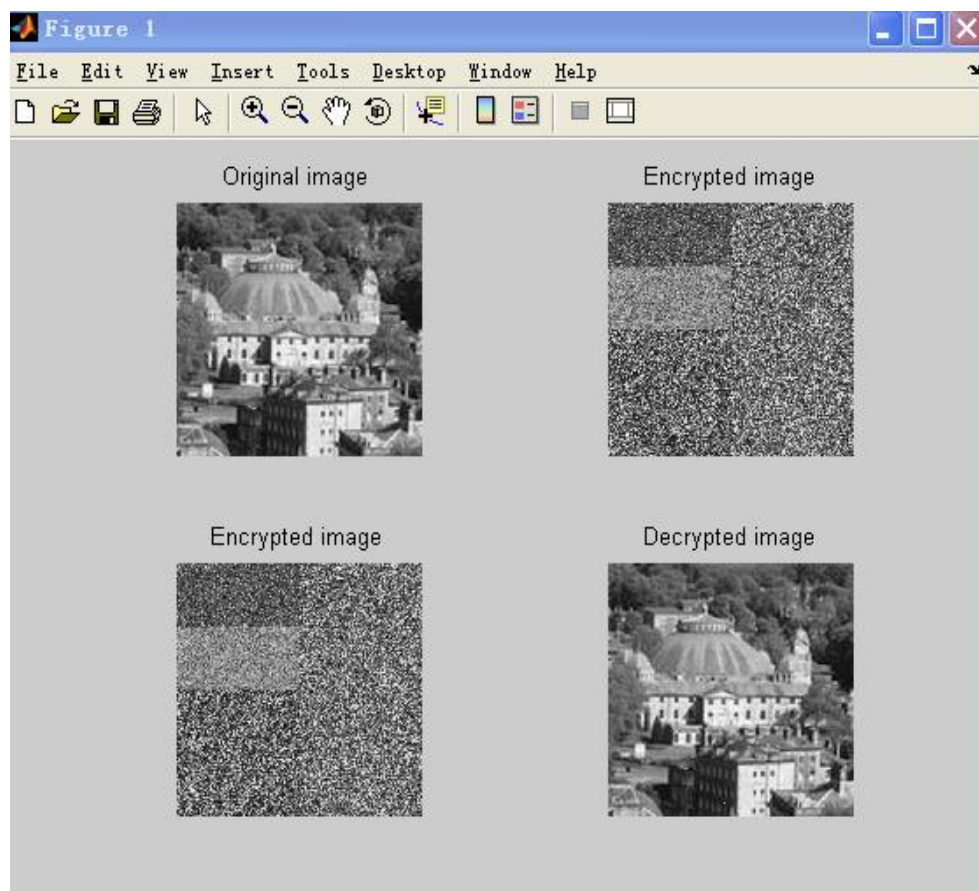 Figure 1
File Edit View Insert Tools Desktop Window Help
Original image
Encrypted image
Encrypted image
Decrypted image